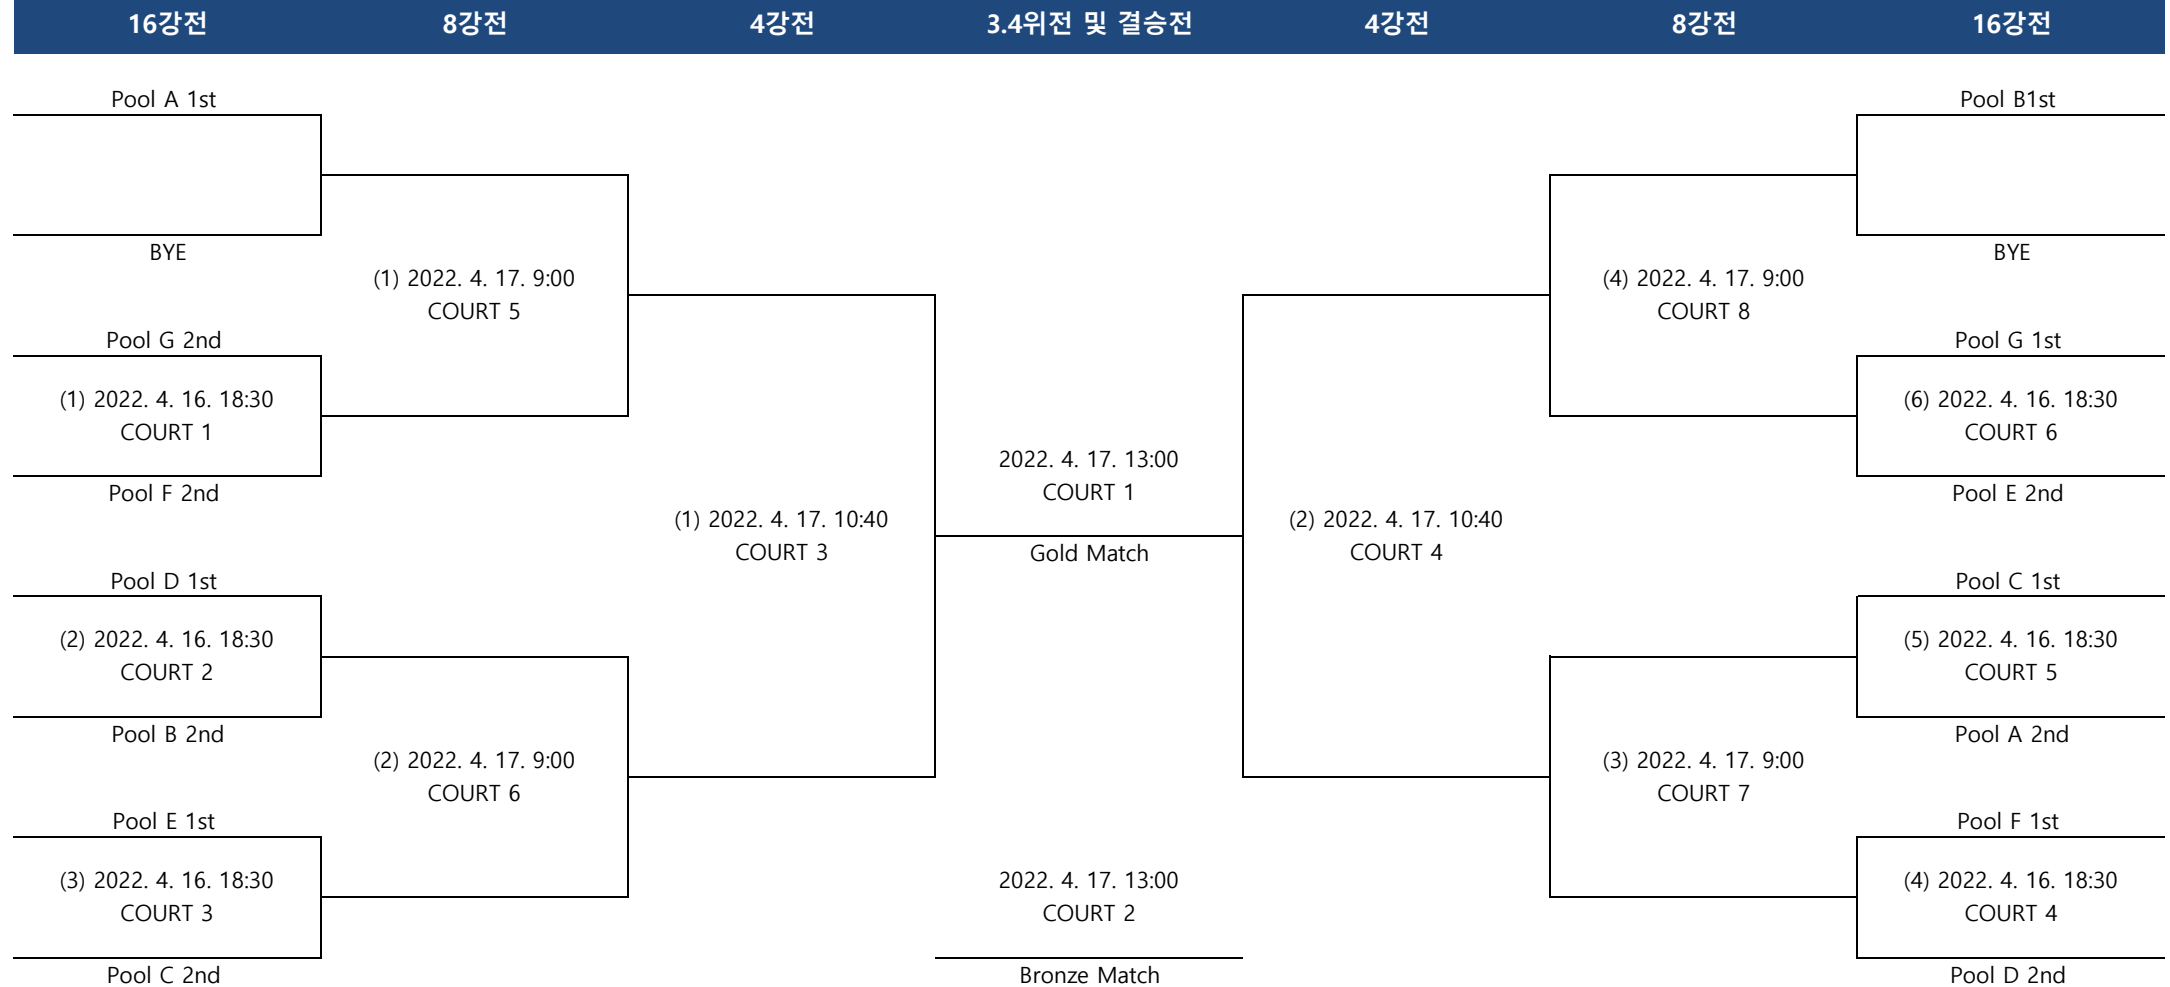 16강전 8강전 4강전 3.4위전 및 결승전 4강전 8강전 16강전
Pool A 1st
BYE
Pool G 2nd
(1) 2022. 4. 16. 18:30
COURT 1
Pool F 2nd
Pool D 1st
(2) 2022. 4. 16. 18:30
COURT 2
Pool B 2nd
Pool E 1st
(3) 2022. 4. 16. 18:30
COURT 3
Pool C 2nd
(1) 2022. 4. 17. 9:00
COURT 5
(2) 2022. 4. 17. 9:00
COURT 6
(1) 2022. 4. 17. 10:40
COURT 3
2022. 4. 17. 13:00
COURT 1
Gold Match
2022. 4. 17. 13:00
COURT 2
Bronze Match
(2) 2022. 4. 17. 10:40
COURT 4
(4) 2022. 4. 17. 9:00
COURT 8
(3) 2022. 4. 17. 9:00
COURT 7
Pool B1st
BYE
Pool G 1st
(6) 2022. 4. 16. 18:30
COURT 6
Pool E 2nd
Pool C 1st
(5) 2022. 4. 16. 18:30
COURT 5
Pool A 2nd
Pool F 1st
(4) 2022. 4. 16. 18:30
COURT 4
Pool D 2nd